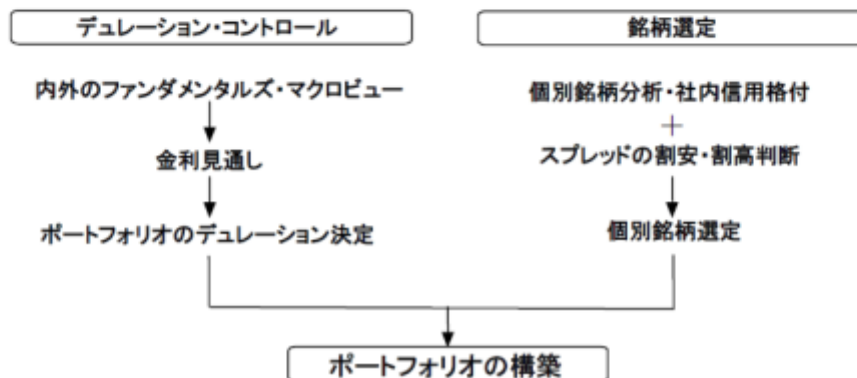 デュレーション・コントロール
内外のファンダメンタルズ・マクロビュー
金利見通し
ポートフォリオのデュレーション決定
銘柄選定
個別銘柄分析・社内信用格付
+
スプレッドの割安・割高判断
個別銘柄選定
ポートフォリオの構築